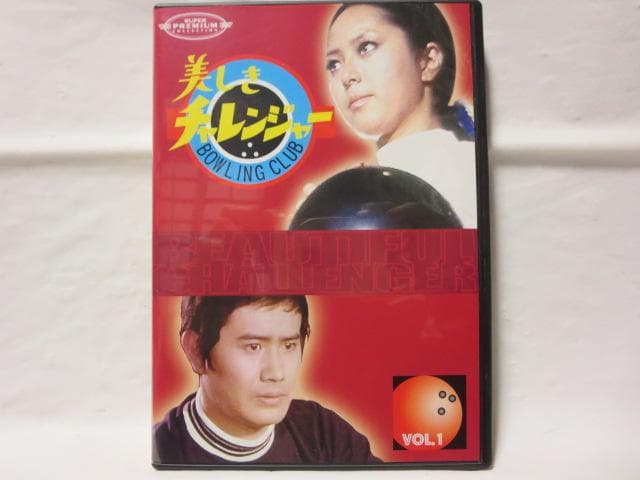 SUPER
PREMIUM
COLLECTION
美しき
チャレンジャー
BOWLING CLUB
BEAUTIFUL
CHALLENGER
VOL.1